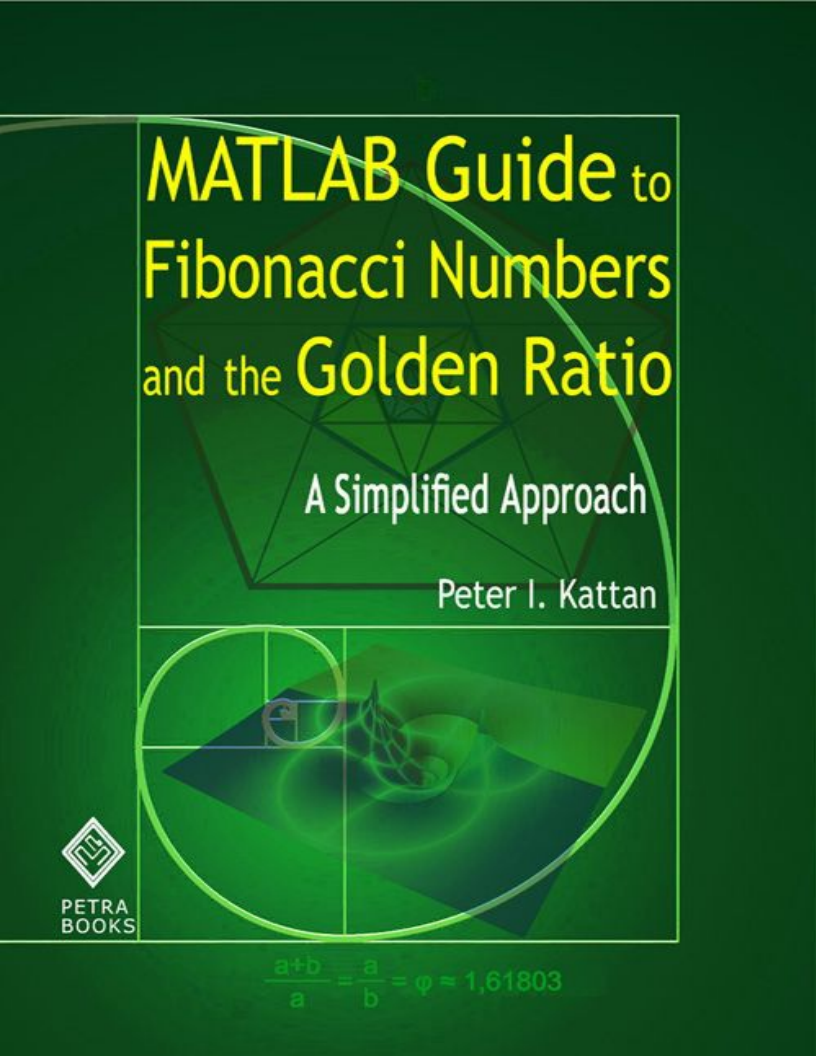 MATLAB Guide to
Fibonacci Numbers
and the Golden Ratio
A Simplified Approach
Peter I. Kattan
PETRA
BOOKS
a+b/a = a/b = φ ≈ 1,61803